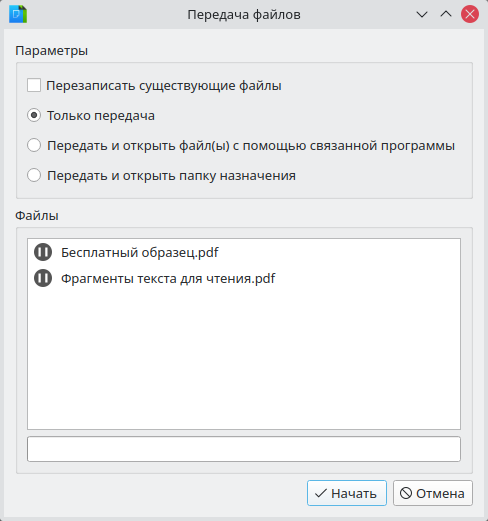 Передача файлов
Параметры
Перезаписать существующие файлы
Только передача
Передать и открыть файл(ы) с помощью связанной программы
Передать и открыть папку назначения
Файлы
Бесплатный образец.pdf
Фрагменты текста для чтения.pdf
Начать
Отмена